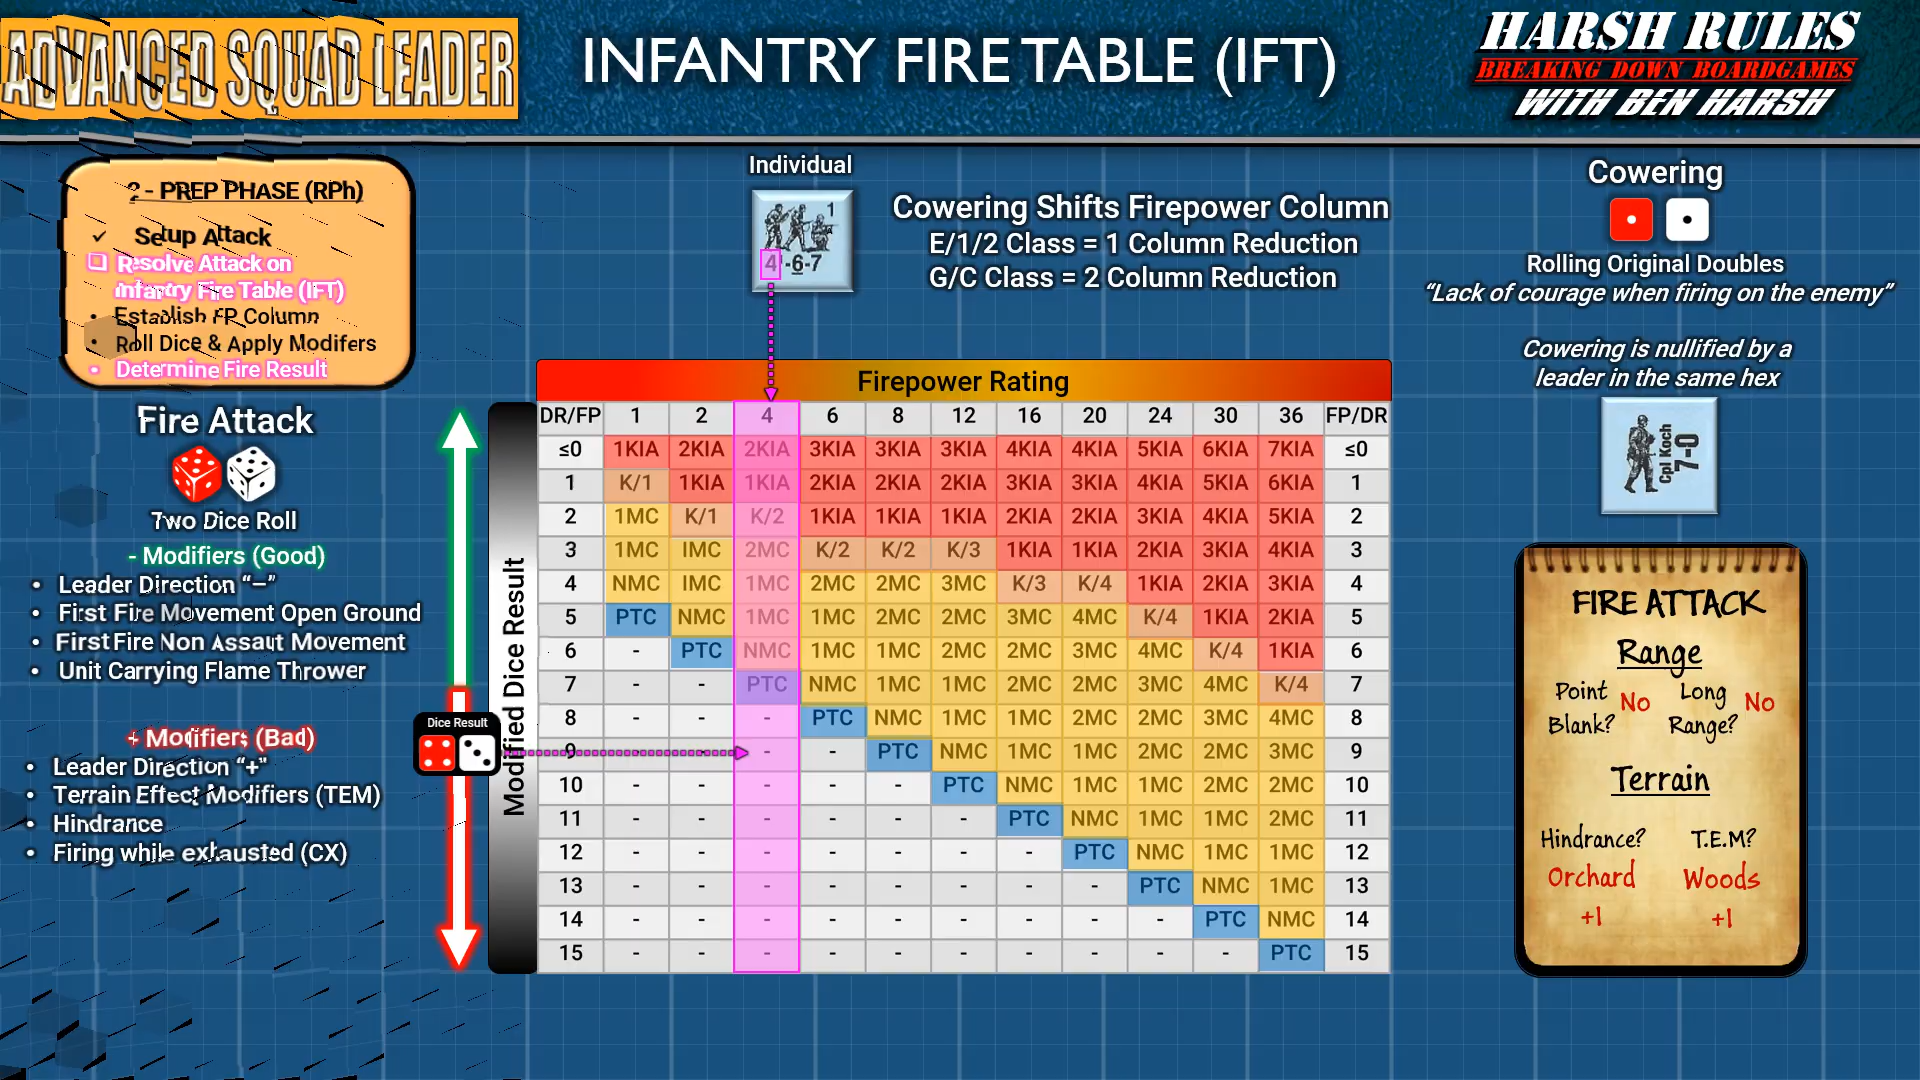 ADVANCED SQUAD LEADER
INFANTRY FIRE TABLE (IFT)
HARSH RULES
BREAKING DOWN BOARDGAMES
WITH BEN HARSH
2 - PREP PHASE (RPh)
✓ Setup Attack
❑ Resolve Attack on
Infantry Fire Table (IFT)
• Establish FP Column
• Roll Dice & Apply Modifers
• Determine Fire Result
Fire Attack
Two Dice Roll
- Modifiers (Good)
• Leader Direction “–”
• First Fire Movement Open Ground
• First Fire Non Assaut Movement
• Unit Carrying Flame Thrower
+ Modifiers (Bad)
• Leader Direction “+”
• Terrain Effect Modifiers (TEM)
• Hindrance
• Firing while exhausted (CX)
Individual
1
4-6-7
Cowering Shifts Firepower Column
E/1/2 Class = 1 Column Reduction
G/C Class = 2 Column Reduction
Dice Result
Modified Dice Result
Firepower Rating
DR/FP 1 2 4 6 8 12 16 20 24 30 36 FP/DR
≤0 1KIA 2KIA 2KIA 3KIA 3KIA 3KIA 4KIA 4KIA 5KIA 6KIA 7KIA ≤0
1 K/1 1KIA 1KIA 2KIA 2KIA 2KIA 3KIA 3KIA 4KIA 5KIA 6KIA 1
2 1MC K/1 K/2 1KIA 1KIA 1KIA 2KIA 2KIA 3KIA 4KIA 5KIA 2
3 1MC IMC 2MC K/2 K/2 K/3 1KIA 1KIA 2KIA 3KIA 4KIA 3
4 NMC IMC 1MC 2MC 2MC 3MC K/3 K/4 1KIA 2KIA 3KIA 4
5 PTC NMC 1MC 1MC 2MC 2MC 3MC 4MC K/4 1KIA 2KIA 5
6 - PTC NMC 1MC 1MC 2MC 2MC 3MC 4MC K/4 1KIA 6
7 - - PTC NMC 1MC 1MC 2MC 2MC 3MC 4MC K/4 7
8 - - - PTC NMC 1MC 1MC 2MC 2MC 3MC 4MC 8
9 - - - - PTC NMC 1MC 1MC 2MC 2MC 3MC 9
10 - - - - - PTC NMC 1MC 1MC 2MC 2MC 10
11 - - - - - - PTC NMC 1MC 1MC 2MC 11
12 - - - - - - - PTC NMC 1MC 1MC 12
13 - - - - - - - - PTC NMC 1MC 13
14 - - - - - - - - - PTC NMC 14
15 - - - - - - - - - - PTC 15
Cowering
Rolling Original Doubles
“Lack of courage when firing on the enemy”
Cowering is nullified by a
leader in the same hex
Cpl Koch
7-0
FIRE ATTACK
Range
Point Blank? No
Long Range? No
Terrain
Hindrance? T.E.M?
Orchard Woods
+1 +1